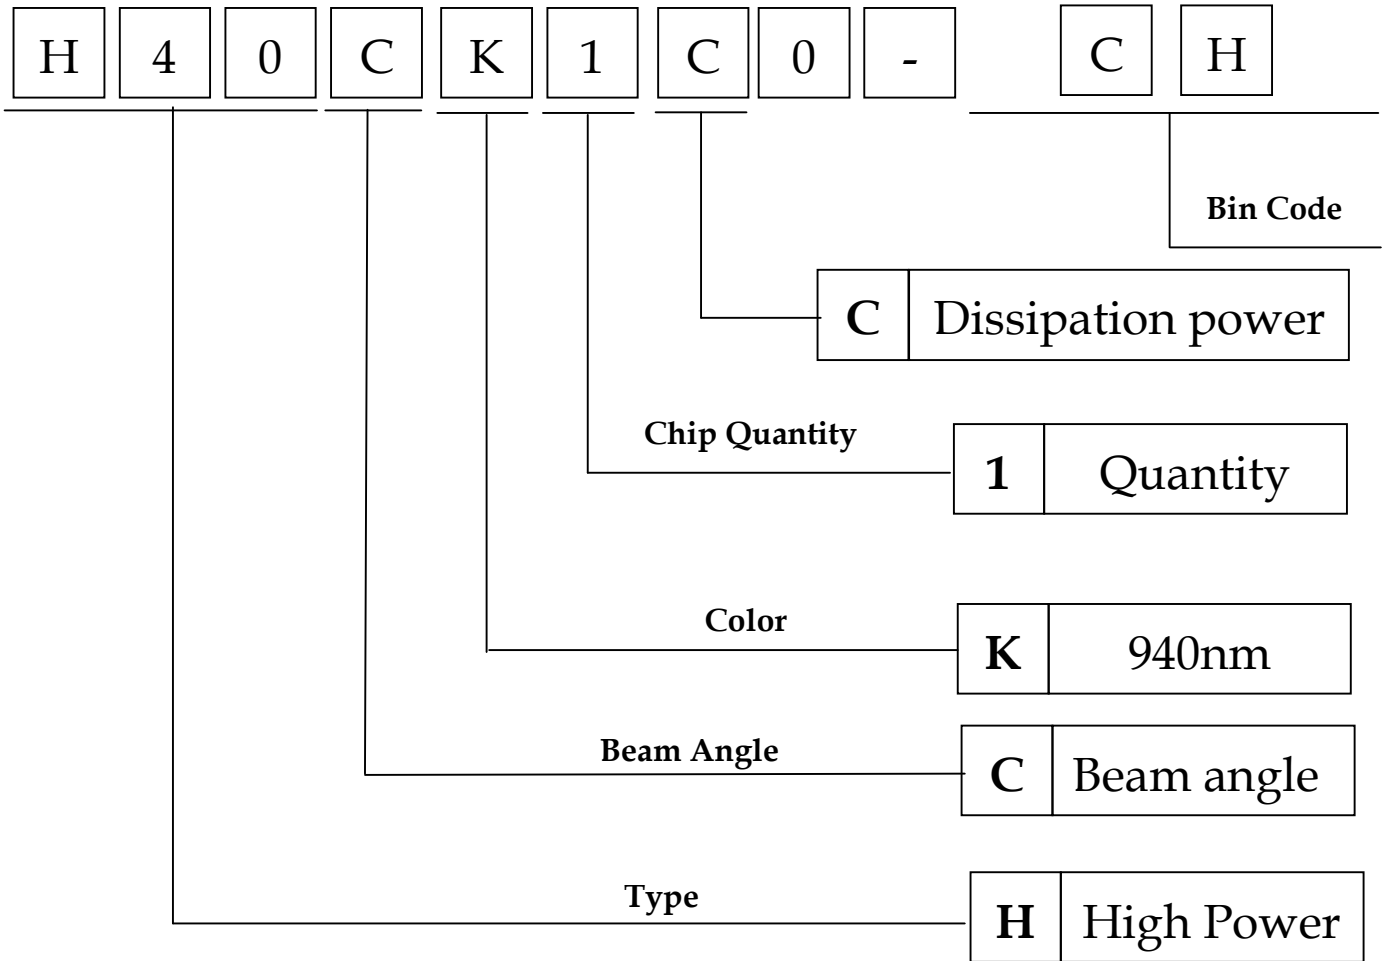 H 4 0 C K 1 C 0 - C H
Bin Code
C Dissipation power
Chip Quantity
1 Quantity
Color
K 940nm
Beam Angle
C Beam angle
Type
H High Power